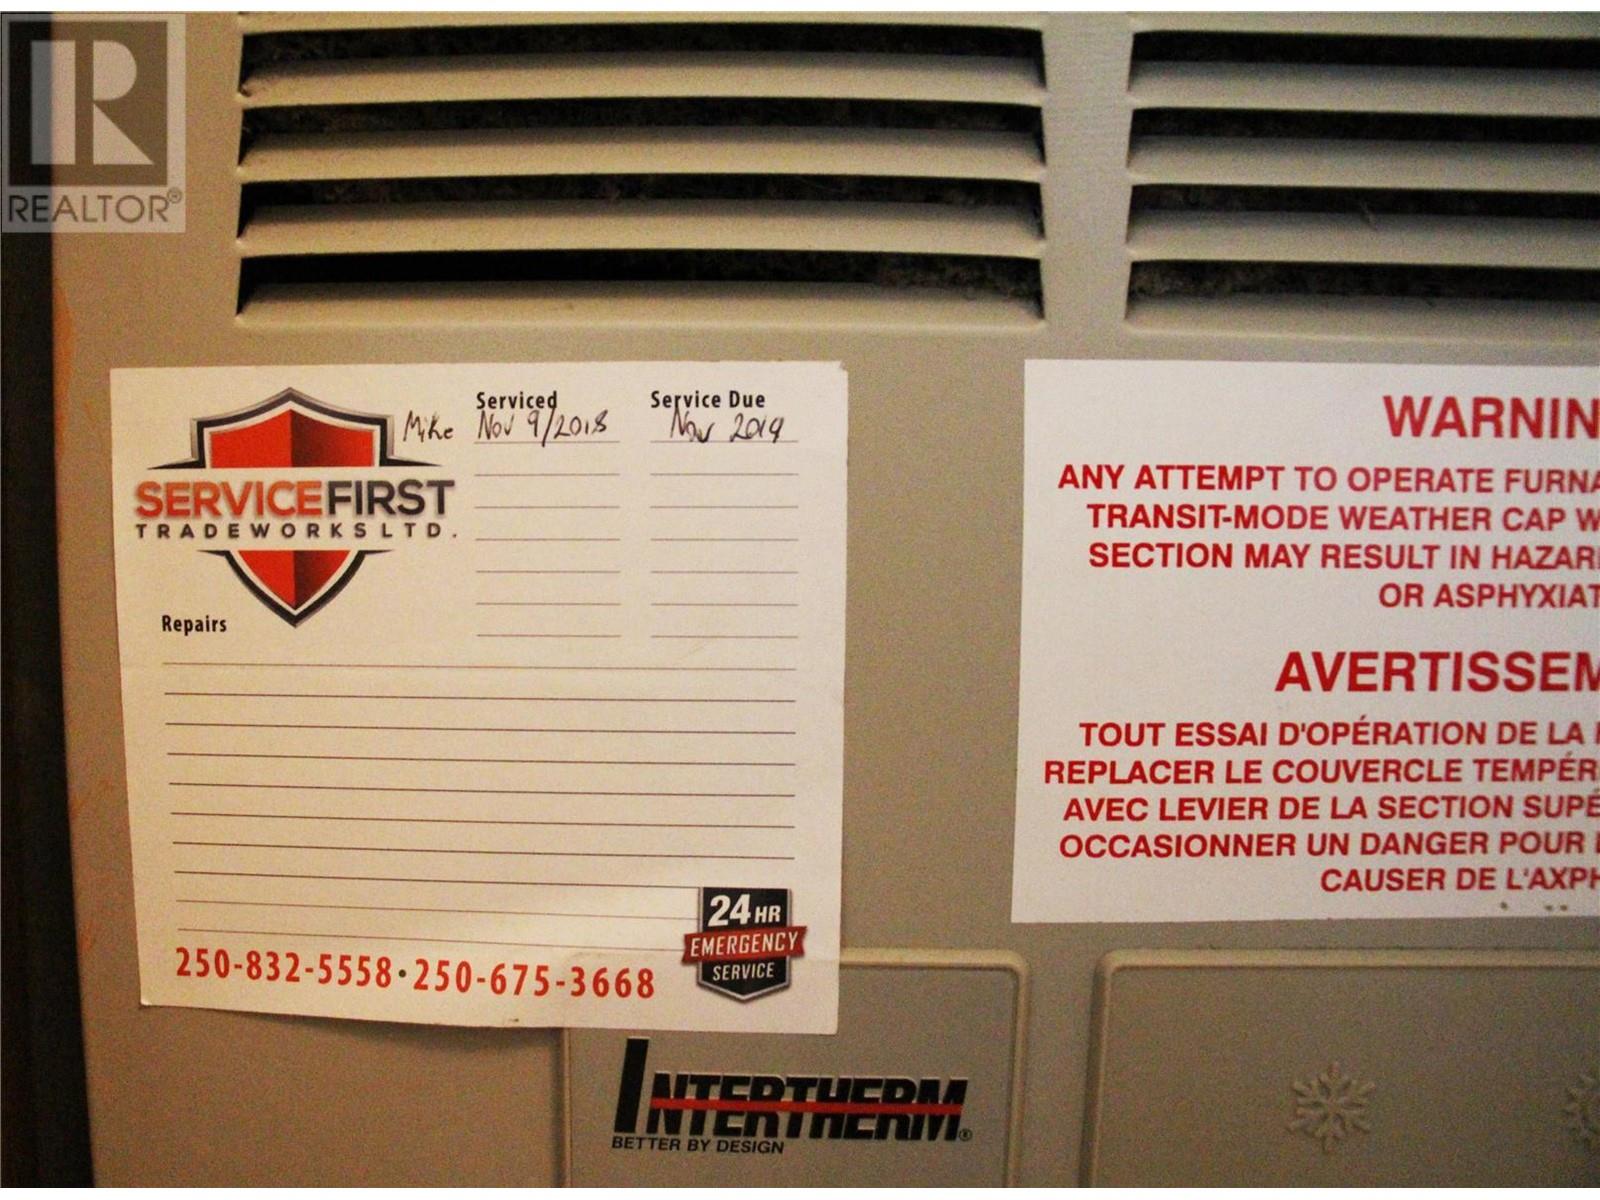 REALTOR®
Serviced
Service Due
Mike Nov 9/2018 Nov 2019
SERVICEFIRST
TRADEWORKS LTD.
Repairs
24 HR
EMERGENCY
SERVICE
250-832-5558 • 250-675-3668
WARNIN
ANY ATTEMPT TO OPERATE FURNA
TRANSIT-MODE WEATHER CAP W
SECTION MAY RESULT IN HAZAR
OR ASPHYXIAT
AVERTISSEM
TOUT ESSAI D'OPÉRATION DE LA
REPLACER LE COUVERCLE TEMPÉR
AVEC LEVIER DE LA SECTION SUPÉ
OCCASIONNER UN DANGER POUR
CAUSER DE L'AXPH
INTERTHERM®
BETTER BY DESIGN